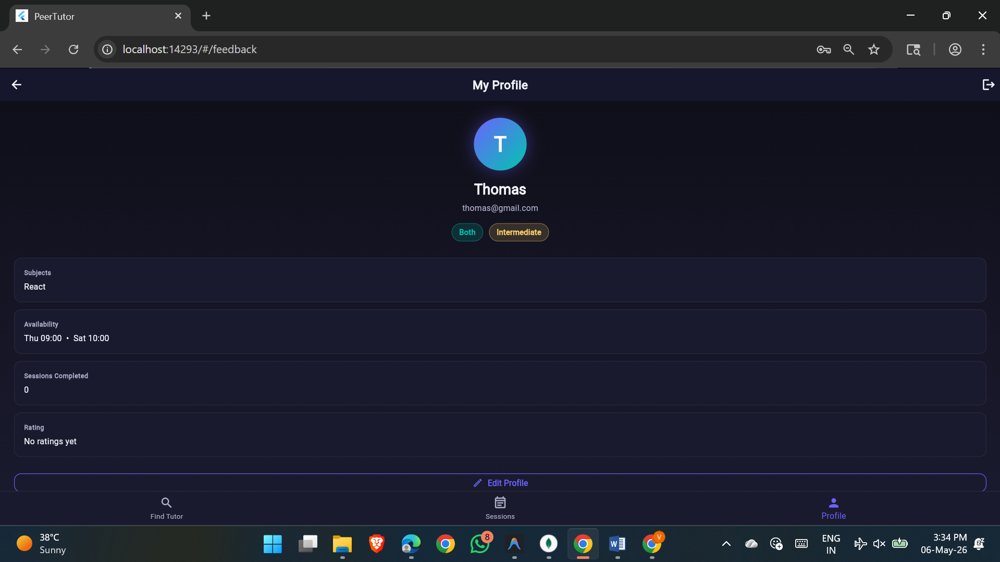 PeerTutor
localhost:14293/#/feedback
My Profile
T
Thomas
thomas@gmail.com
Both
Intermediate
Subjects
React
Availability
Thu 09:00 • Sat 10:00
Sessions Completed
0
Rating
No ratings yet
Edit Profile
Find Tutor
Sessions
Profile
38°C
Sunny
8
W
V
ENG
IN
3:34 PM
06-May-26